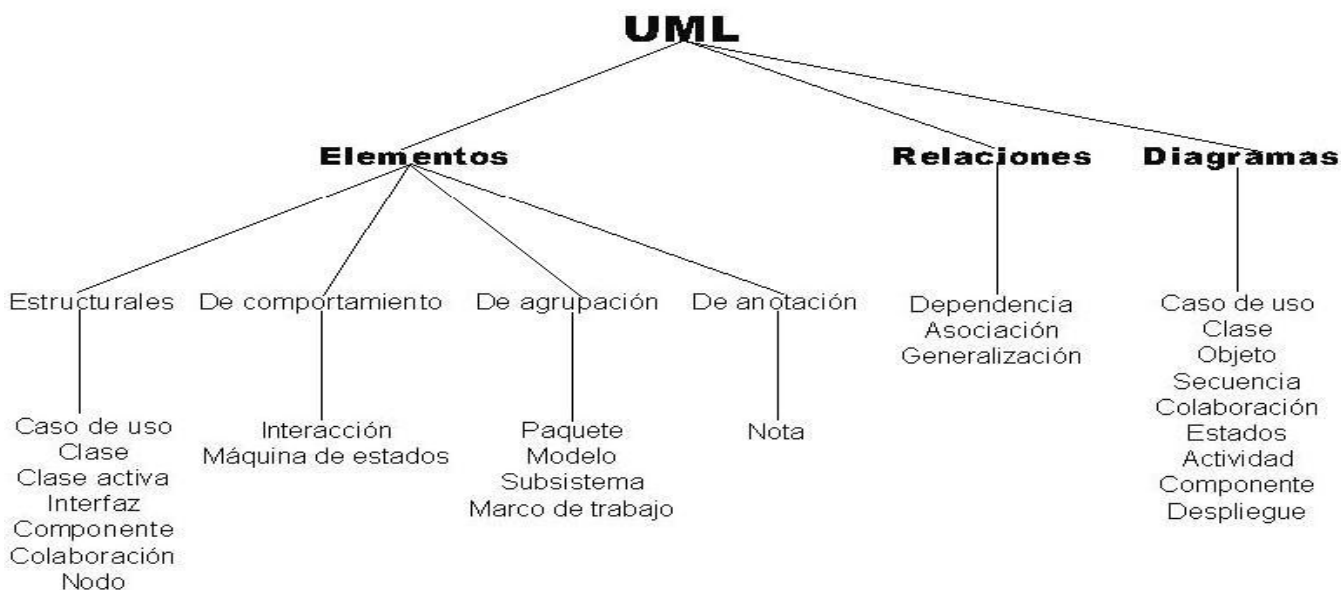 UML
Elementos
Relaciones
Diagramas
Estructurales
De comportamiento
De agrupación
De anotación
Dependencia
Asociación
Generalización
Caso de uso
Clase
Objeto
Secuencia
Colaboración
Estados
Actividad
Componente
Despliegue
Caso de uso
Clase
Clase activa
Interfaz
Componente
Colaboración
Nodo
Interacción
Máquina de estados
Paquete
Modelo
Subsistema
Marco de trabajo
Nota